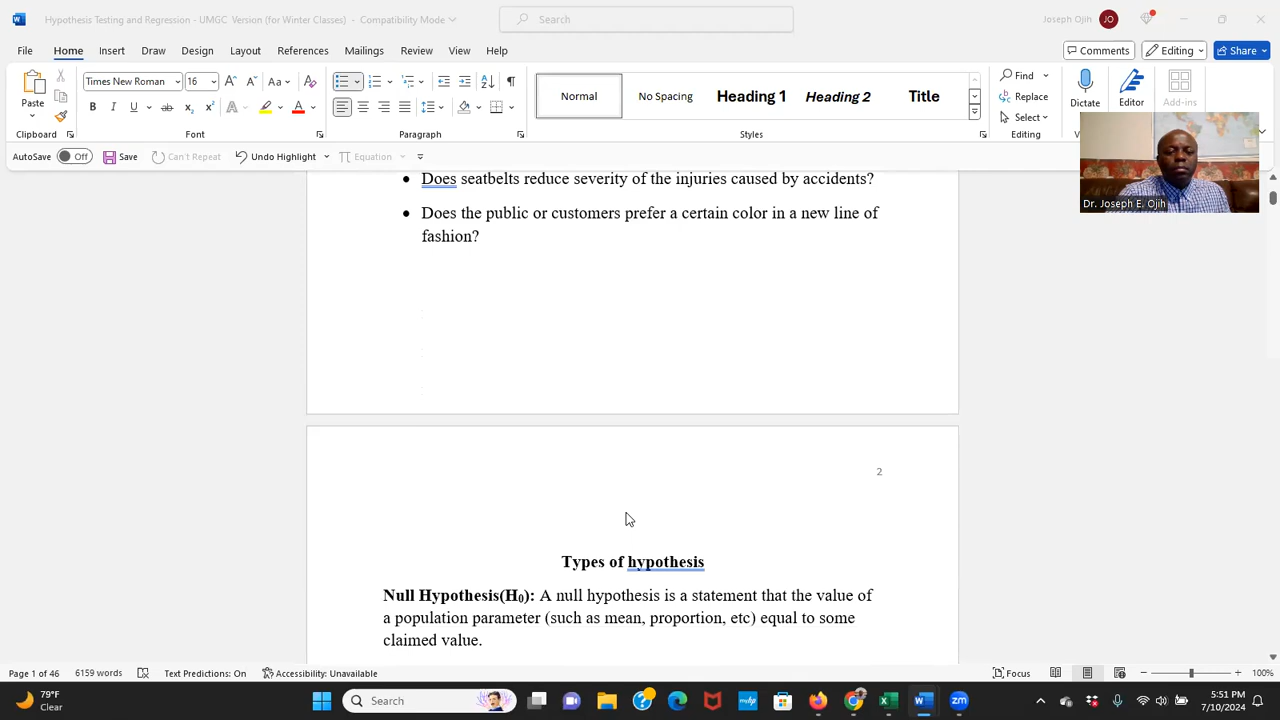 Hypothesis Testing and Regression - UMGC Version (for Winter Classes) - Compatibility Mode
Search
Joseph Ojih
JO
File Home Insert Draw Design Layout References Mailings Review View Help
Comments
Editing
Share
Paste
Times New Roman
16
Normal
No Spacing
Heading 1
Heading 2
Title
Find
Replace
Select
Dictate
Editor
Add-ins
Clipboard
Font
Paragraph
Styles
Editing
AutoSave Off Save Can't Repeat Undo Highlight Equation
Dr. Joseph E. Ojih
• Does seatbelts reduce severity of the injuries caused by accidents?
• Does the public or customers prefer a certain color in a new line of
fashion?
2
Types of hypothesis
Null Hypothesis(H₀): A null hypothesis is a statement that the value of
a population parameter (such as mean, proportion, etc) equal to some
claimed value.
Page 1 of 46 6159 words Text Predictions: On Accessibility: Unavailable
Focus
100%
79°F
Clear
Search
5:51 PM
7/10/2024